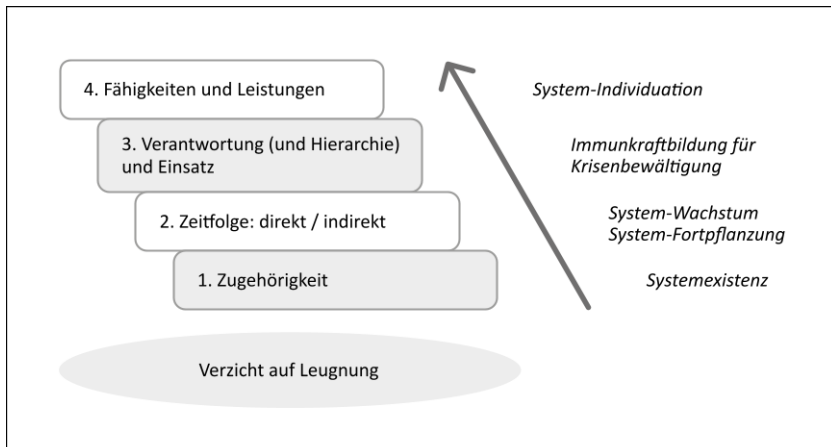 4. Fähigkeiten und Leistungen
System-Individuation
3. Verantwortung (und Hierarchie)
und Einsatz
Immunkraftbildung für
Krisenbewältigung
2. Zeitfolge: direkt / indirekt
System-Wachstum
System-Fortpflanzung
1. Zugehörigkeit
Systemexistenz
Verzicht auf Leugnung